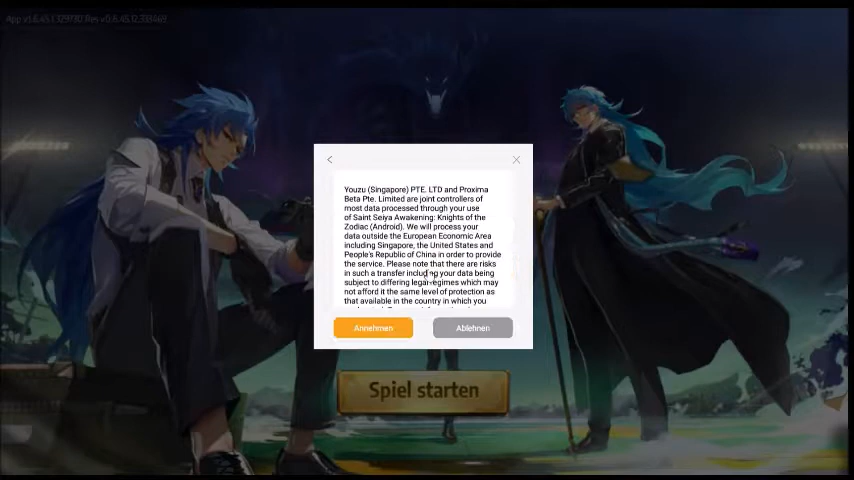 Youzu (Singapore) PTE. LTD and Proxima
Beta Pte. Limited are joint controllers of
most data processed through your use
of Saint Seiya Awakening: Knights of the
Zodiac (Android). We will process your
data outside the European Economic Area
including Singapore, the United States and
People's Republic of China in order to provide
the service. Please note that there are risks
in such a transfer including your data being
subject to differing legal regimes which may
not afford it the same level of protection as
that available in the country in which you
Annehmen
Ablehnen
Spiel starten